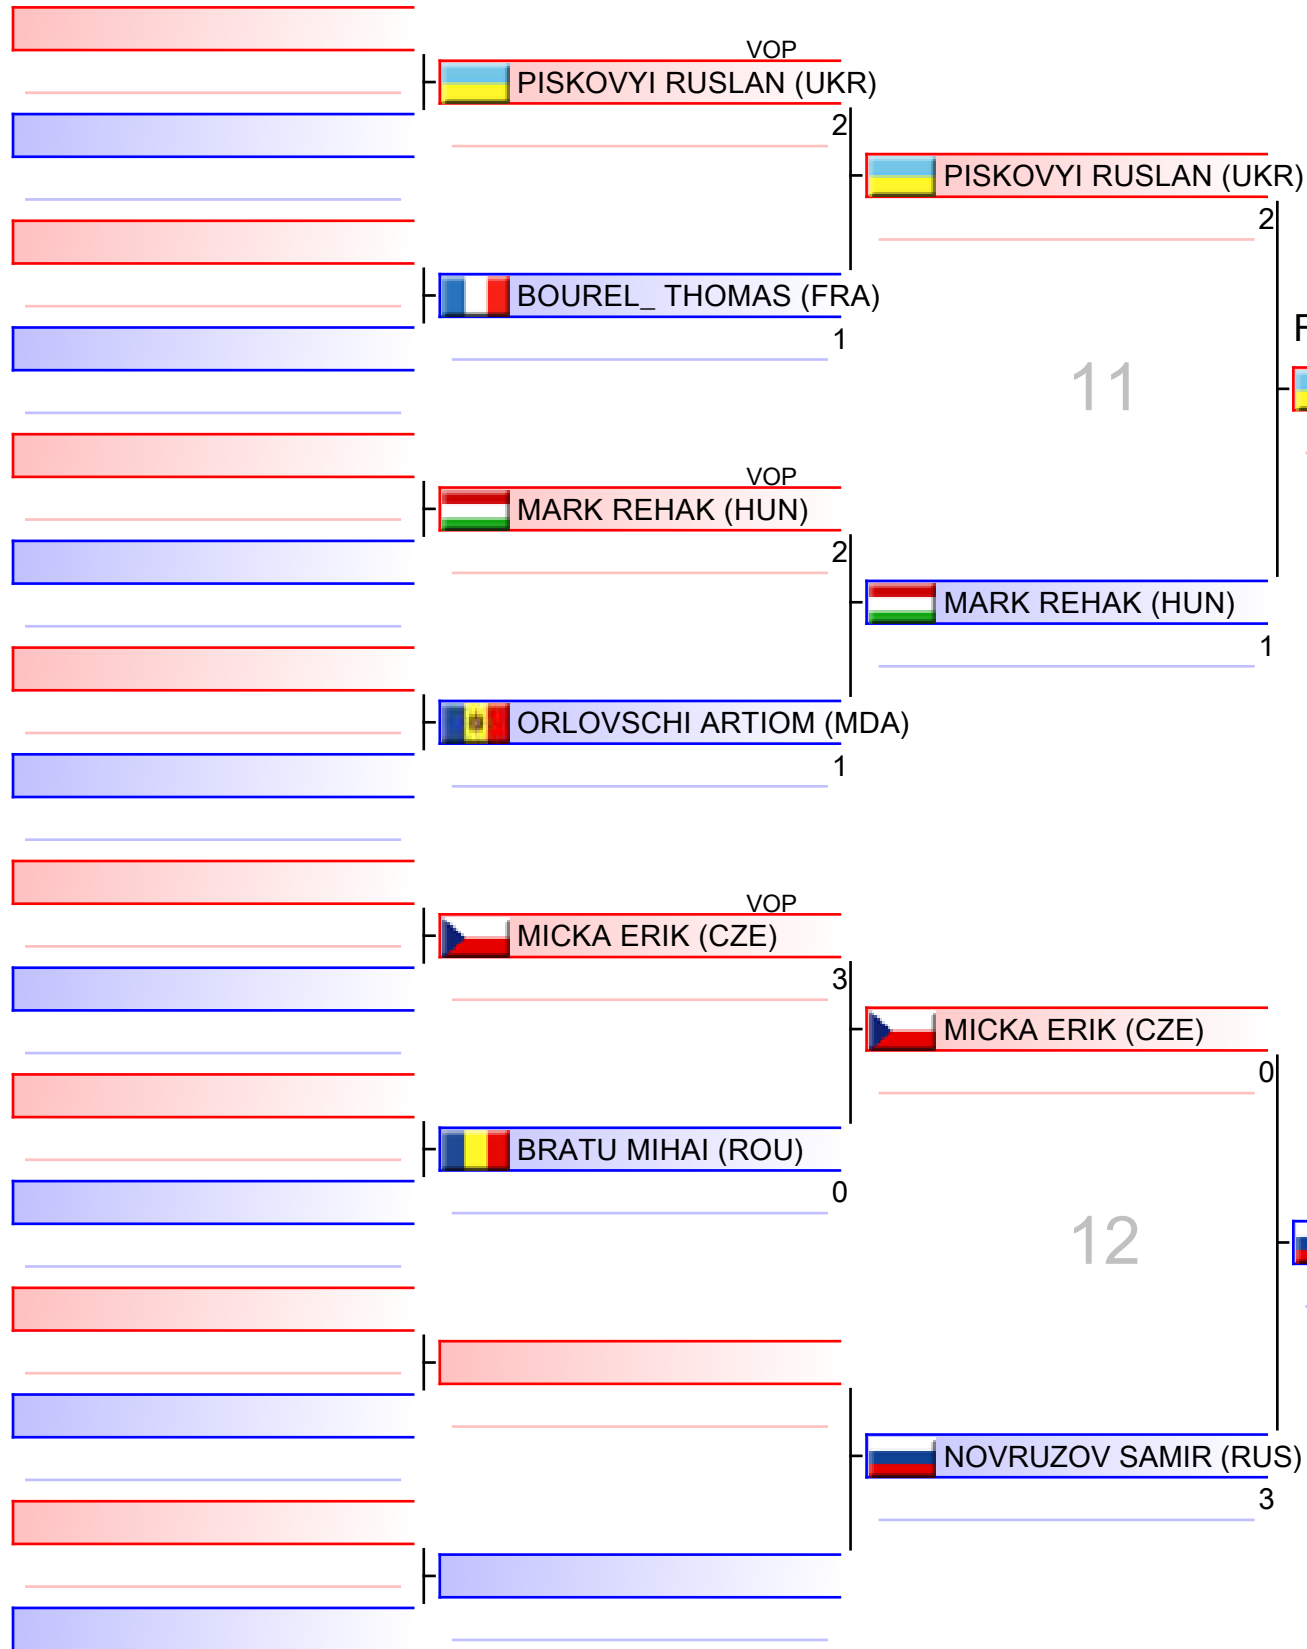 VOP
PISKOVYI RUSLAN (UKR)
2
PISKOVYI RUSLAN (UKR)
2
BOUREL_ THOMAS (FRA)
1
11
VOP
MARK REHAK (HUN)
2
MARK REHAK (HUN)
1
ORLOVSCHI ARTIOM (MDA)
1
VOP
MICKA ERIK (CZE)
3
MICKA ERIK (CZE)
0
BRATU MIHAI (ROU)
0
12
NOVRUZOV SAMIR (RUS)
3